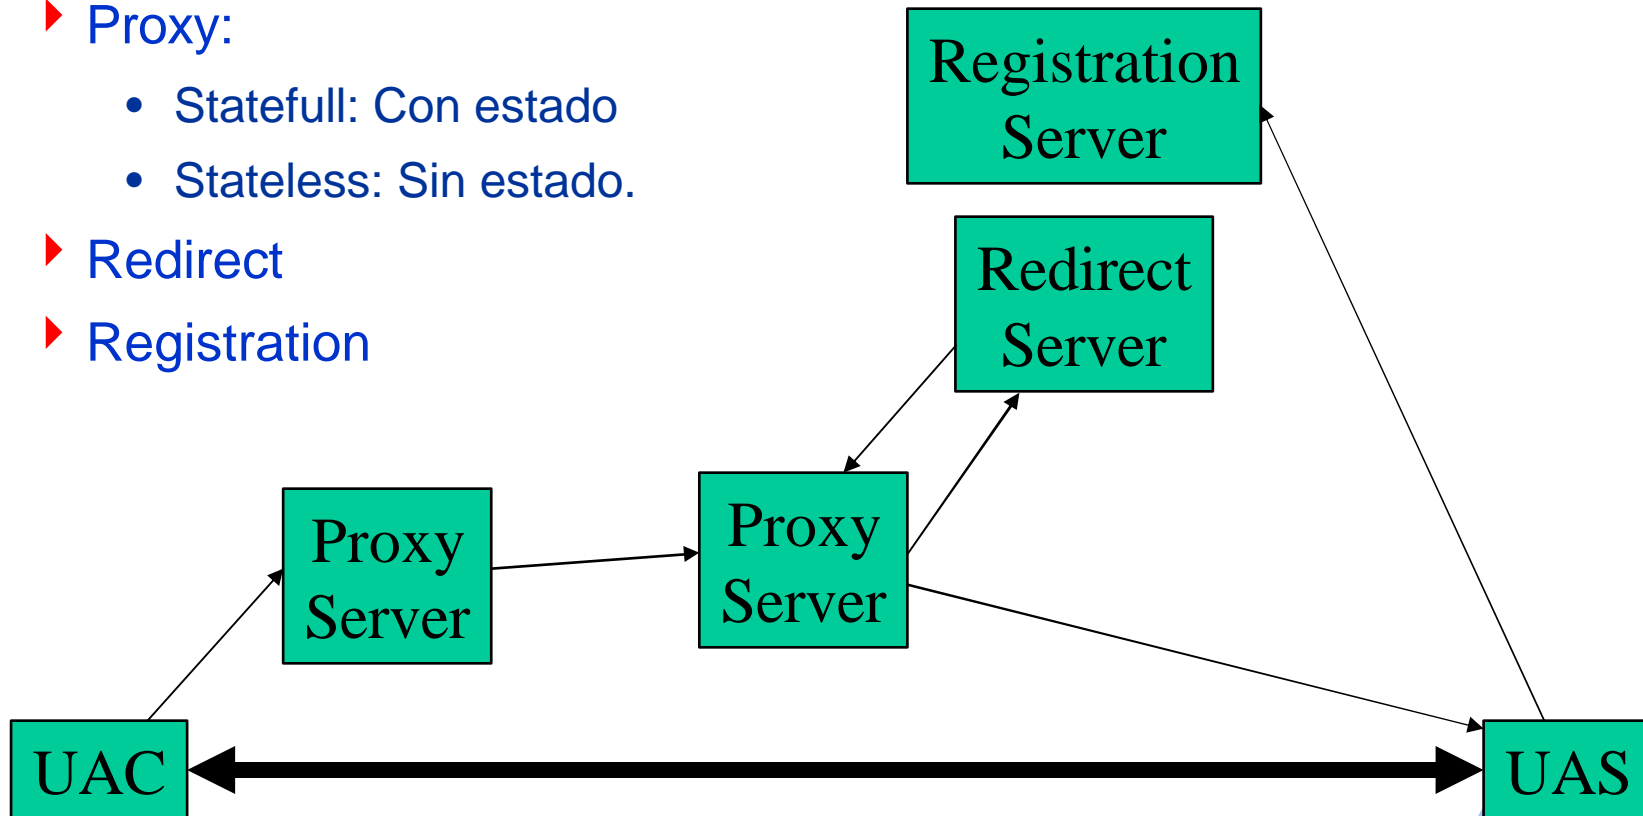 Proxy:
Statefull: Con estado
Stateless: Sin estado.
Redirect
Registration
Registration
Server
Redirect
Server
Proxy
Server
Proxy
Server
UAC
UAS